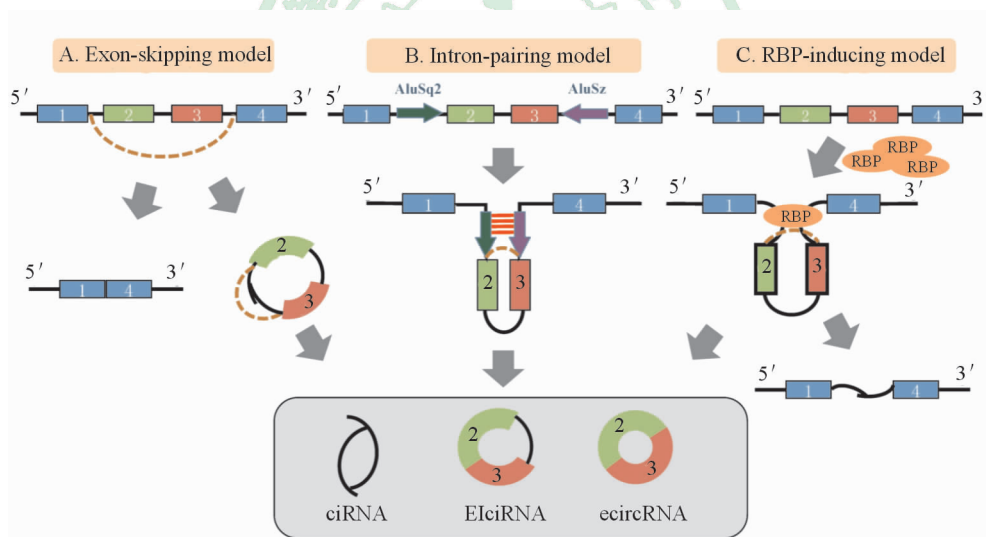 A. Exon-skipping model
B. Intron-pairing model
C. RBP-inducing model
5′ 1 2 3 4 3′
5′ 1 AluSq2 2 3 AluSz 4 3′
5′ 1 2 3 4 3
RBP
RBP
RBP
5′ 1 4 3′
2
3
5′ 1 4 3′
2 3
5′ 1 RBP 4 3′
2 3
5′ 1 4 3′
2 3
ciRNA
2
3
EIciRNA
2
3
ecircRNA